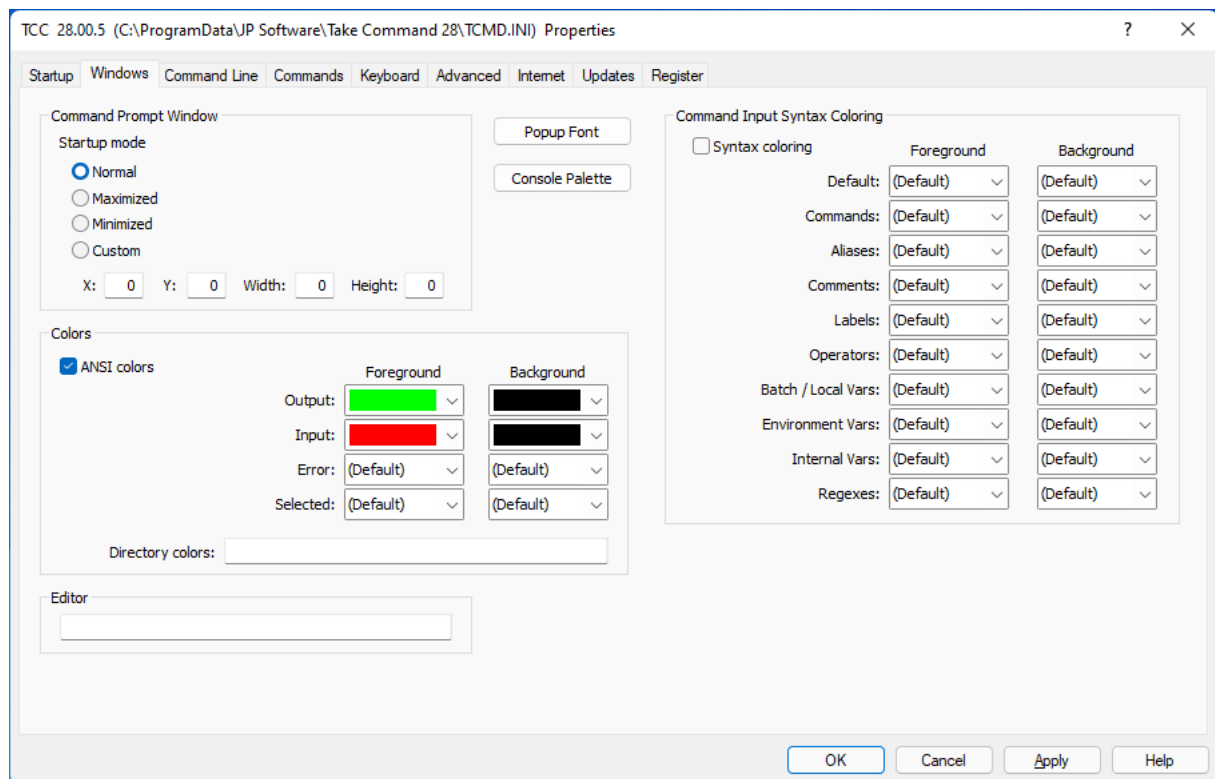 TCC 28.00.5 (C:\ProgramData\JP Software\Take Command 28\TCMD.INI) Properties
?
Startup Windows Command Line Commands Keyboard Advanced Internet Updates Register
Command Prompt Window
Startup mode
Normal
Maximized
Minimized
Custom
X: 0 Y: 0 Width: 0 Height: 0
Popup Font
Console Palette
Colors
ANSI colors
Foreground Background
Output:
Input:
Error: (Default) (Default)
Selected: (Default) (Default)
Directory colors:
Editor
Command Input Syntax Coloring
Syntax coloring
Foreground Background
Default: (Default) (Default)
Commands: (Default) (Default)
Aliases: (Default) (Default)
Comments: (Default) (Default)
Labels: (Default) (Default)
Operators: (Default) (Default)
Batch / Local Vars: (Default) (Default)
Environment Vars: (Default) (Default)
Internal Vars: (Default) (Default)
Regexes: (Default) (Default)
OK Cancel Apply Help